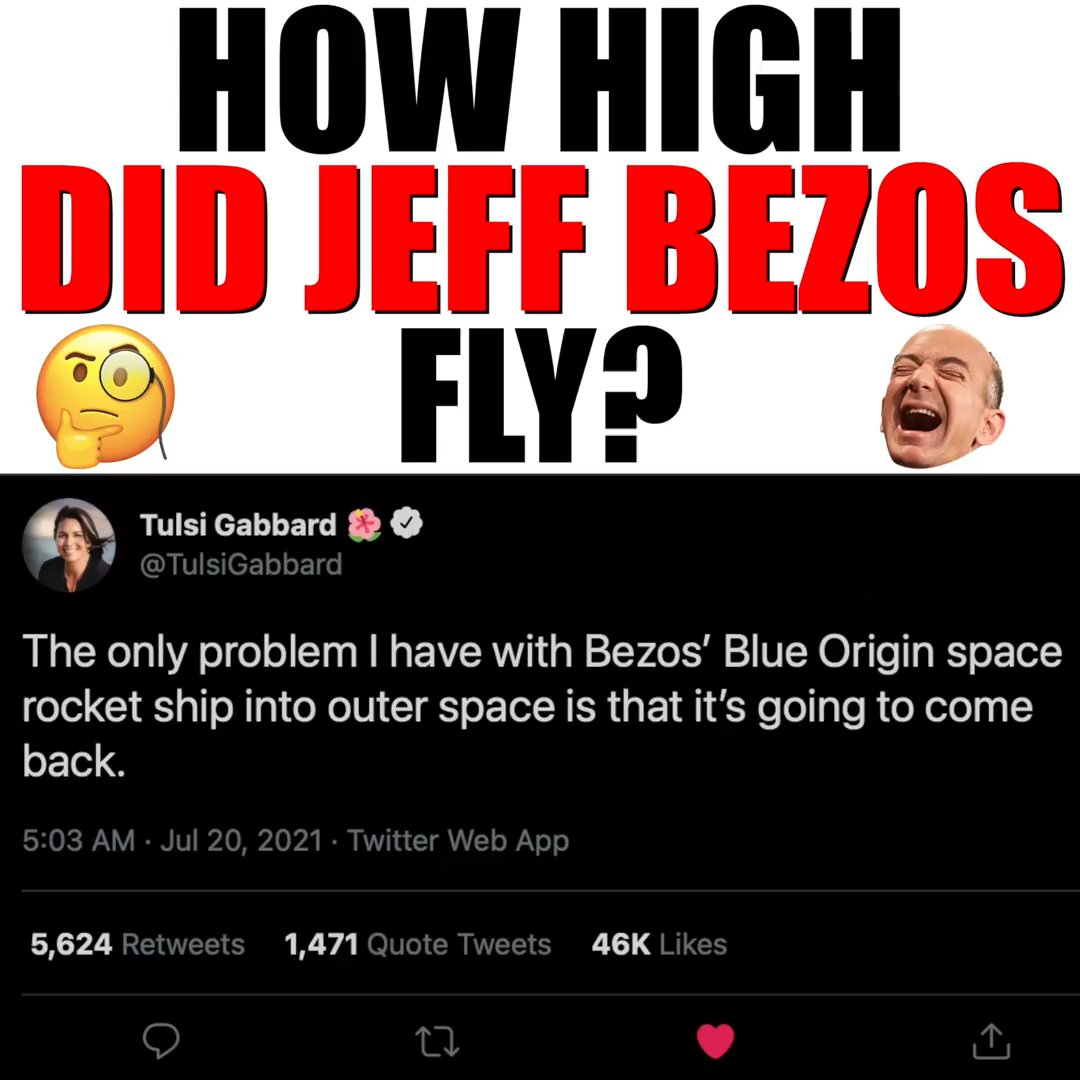 HOW HIGH
DID JEFF BEZOS
FLY?
Tulsi Gabbard
@TulsiGabbard
The only problem I have with Bezos’ Blue Origin space
rocket ship into outer space is that it’s going to come
back.
5:03 AM · Jul 20, 2021 · Twitter Web App
5,624 Retweets 1,471 Quote Tweets 46K Likes